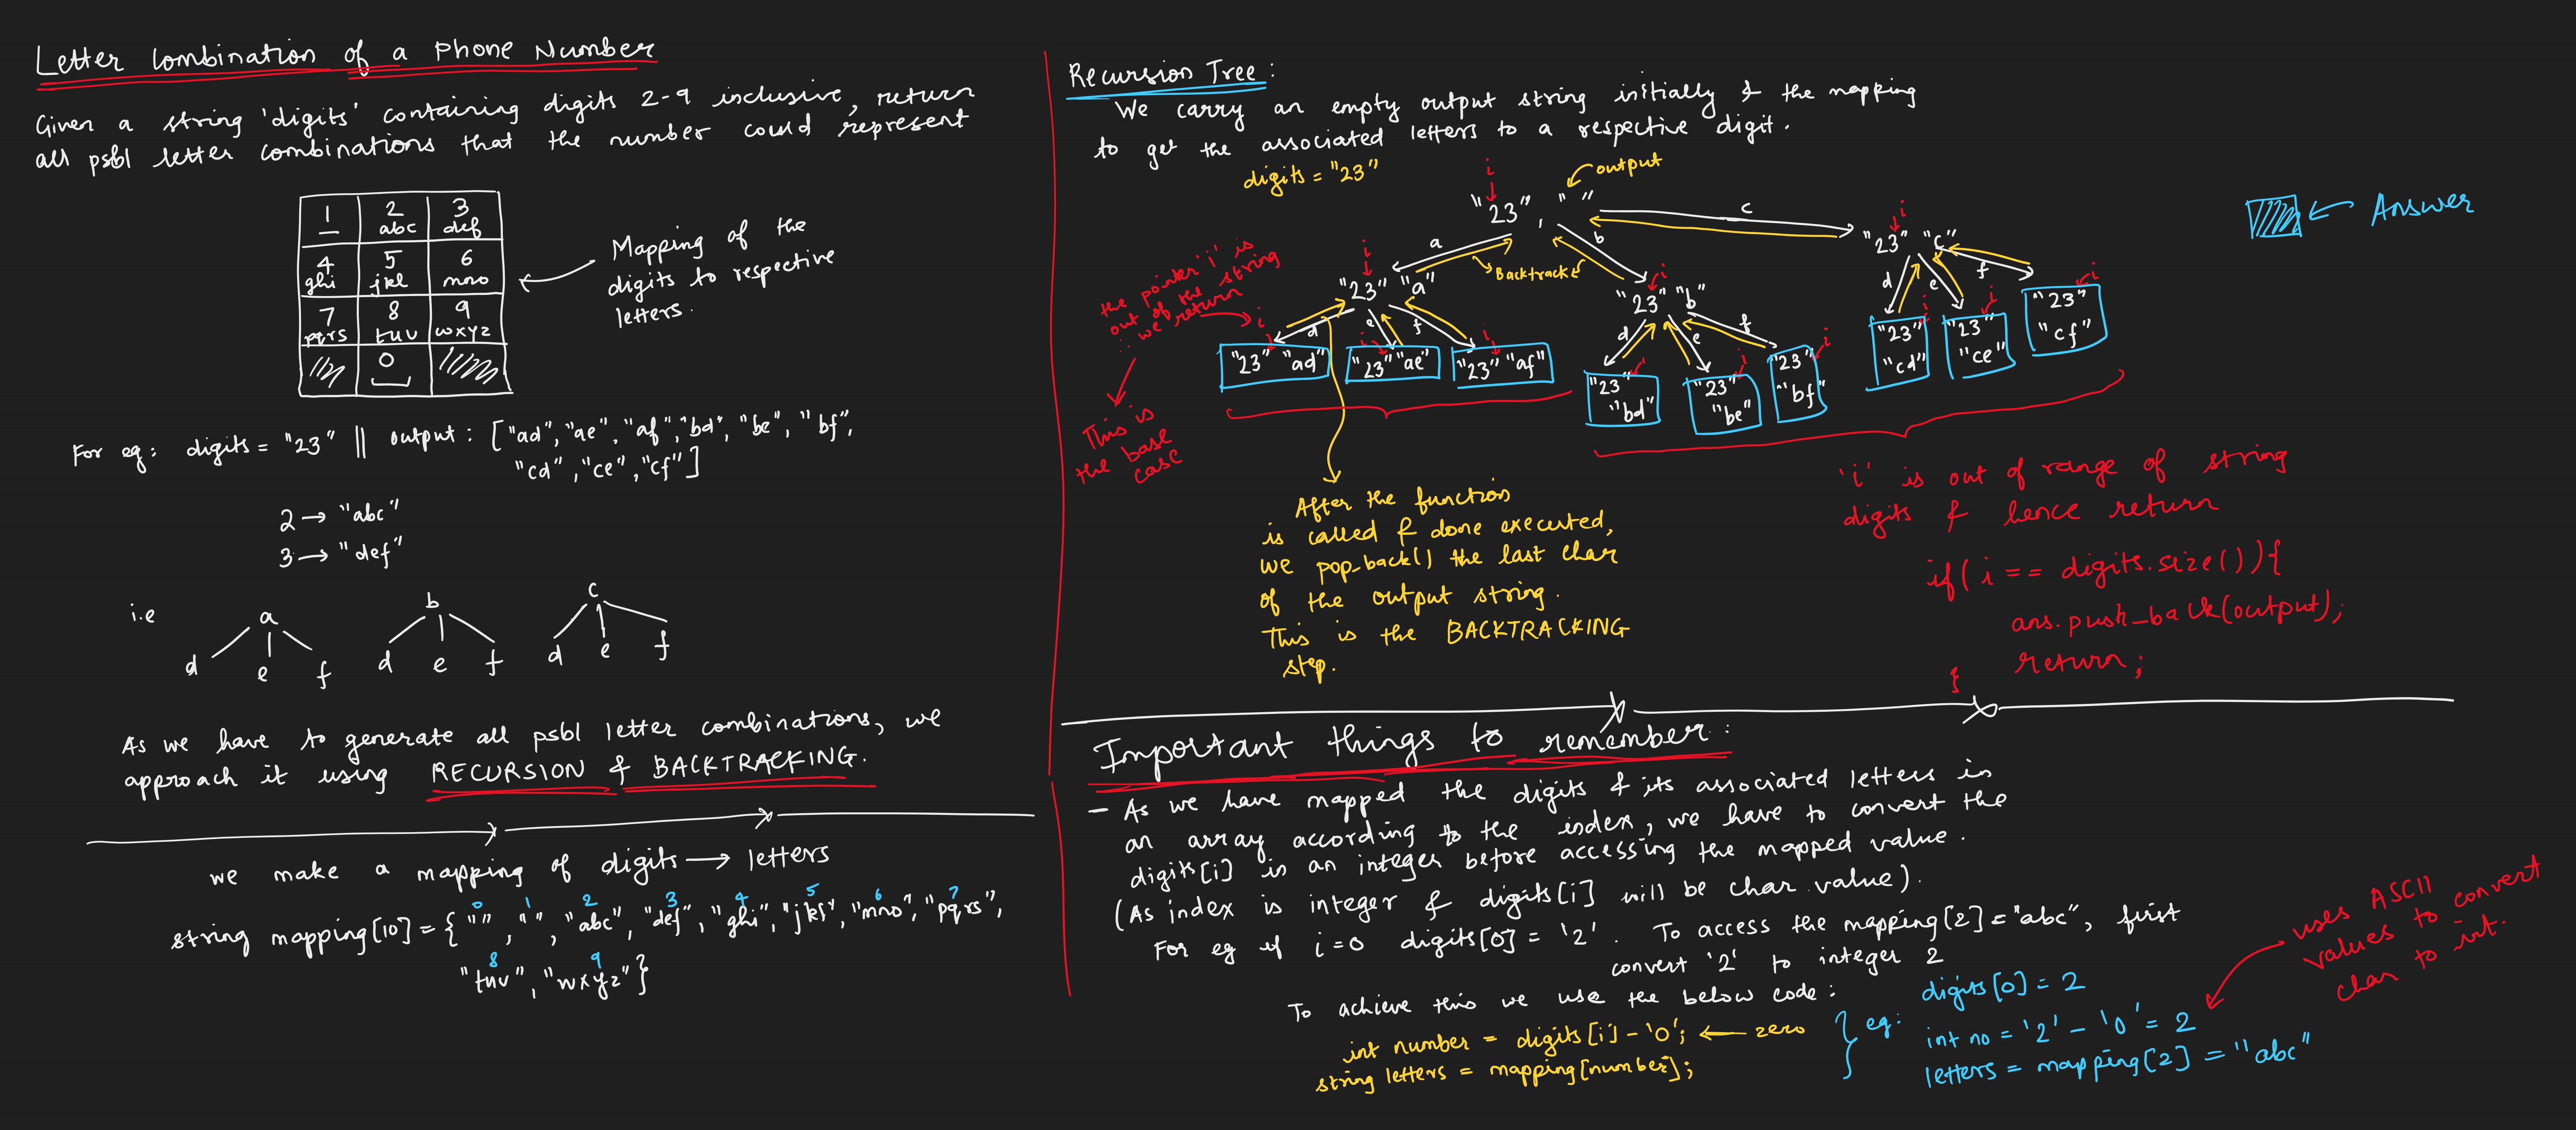 Letter Combination of a Phone Number
Given a string 'digits' containing digits 2-9 inclusive, return
all psbl letter combinations that the number could represent
1 2 3
abc def
4 5 6
ghi jkl mno
7 8 9
pqrs tuv wxyz
0
Mapping of the
digits to respective
letters.
For eg: digits = "23" || output: ["ad","ae","af","bd","be","bf",
"cd","ce","cf"]
2 → "abc"
3 → "def"
i.e a b c
d e f d e f d e f
As we have to generate all psbl letter combinations, we
approach it using RECURSION & BACKTRACKING.
we make a mapping of digits → letters
0 1 2 3 4 5 6 7
string mapping[10] = {"","","abc","def","ghi","jkl","mno","pqrs",
8 9
"tuv","wxyz"}
Recursion Tree:
We carry an empty output string initially & the mapping
to get the associated letters to a respective digit.
digits = "23"
i
output
"23", " "
a b c
Backtrack
i
"23" "a"
d e f
i i i
"23" "ad" "23" "ae" "23" "af"
i
"23" "b"
d e f
i i i
"23" "23" "23"
"bd" "be" "bf"
i
"23" "c"
d e f
i i i
"23" "23" "23"
"cd" "ce" "cf"
Answer
the pointer 'i' is
out of the string
∴ we return
This is
the base
case
After the function
is called & done executed,
we pop_back() the last char
of the output string.
This is the BACKTRACKING
step.
'i' is out of range of string
digits & hence return
if(i == digits.size()){
ans.push_back(output);
return;
}
Important things to remember:
- As we have mapped the digits & its associated letters in
an array according to the index, we have to convert the
digits[i] is an integer before accessing the mapped value.
(As index is integer & digits[i] will be char value).
For eg if i=0 digits[0] = '2'. To access the mapping[2]="abc", first
convert '2' to integer 2
To achieve this we use the below code:
int number = digits[i] - '0'; ← zero
string letters = mapping[number];
eg: digits[0] = 2
int no = '2' - '0' = 2
letters = mapping[2] = "abc"
uses ASCII
values to convert
char to int.